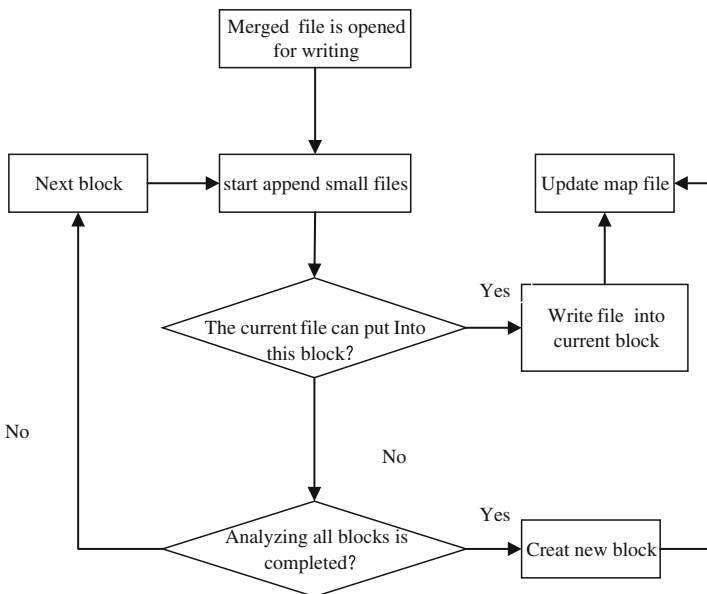 Merged file is opened
for writing
Next block
start append small files
Update map file
Yes
The current file can put Into
this block?
Write file into
current block
No
No
Yes
Analyzing all blocks is
completed?
Creat new block